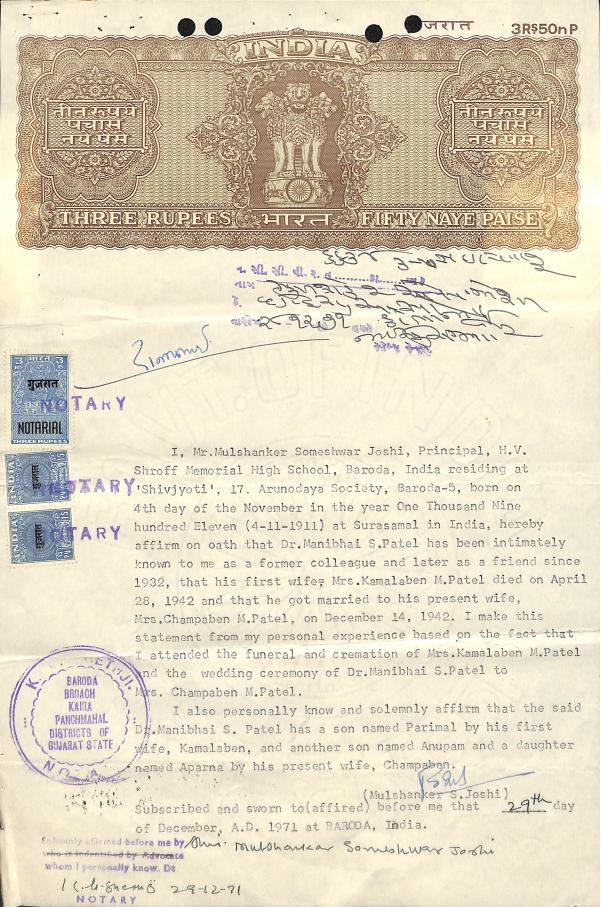 ગુજરાત 3R$50nP
INDIA
तीन रुपये
पचास
नये पैसे
तीन रुपये
पचास
नये पैसे
THREE RUPEES भारत FIFTY NAYE PAISE
3 भारत 3
ગુજરાત
NOTARIAL
THREE RUPEES
NOTARY
INDIA
ગુજરાત
NOTARY
INDIA
ગુજરાત
NOTARY
I, Mr.Mulshanker Someshwar Joshi, Principal, H.V.
Shroff Memorial High School, Baroda, India residing at
'Shivjyoti', 17. Arunodaya Society, Baroda-5, born on
4th day of the November in the year One Thousand Nine
hundred Eleven (4-11-1911) at Surasamal in India, hereby
affirm on oath that Dr.Manibhai S.Patel has been intimately
known to me as a former colleague and later as a friend since
1932, that his first wife, Mrs.Kamalaben M.Patel died on April
28, 1942 and that he got married to his present wife,
Mrs.Champaben M.Patel, on December 14, 1942. I make this
statement from my personal experience based on the fact that
I attended the funeral and cremation of Mrs.Kamalaben M.Patel
and the wedding ceremony of Dr.Manibhai S.Patel to
Mrs. Champaben M.Patel.
BARODA
BROACH
KAIRA
PANCHMAHAL
DISTRICTS OF
GUJARAT STATE
I also personally know and solemnly affirm that the said
Dr.Manibhai S. Patel has a son named Parimal by his first
wife, Kamalaben, and another son named Anupam and a daughter
named Aparna by his present wife, Champaben.
(Mulshanker S.Joshi)
Subscribed and sworn to(affired) before me that 29th day
of December, A.D. 1971 at BARODA, India.
Solemnly affirmed before me by Shri. Mulshankar Someshwar Joshi
who is indentified by Advocate
whom I personally know. Dt
29-12-71
NOTARY